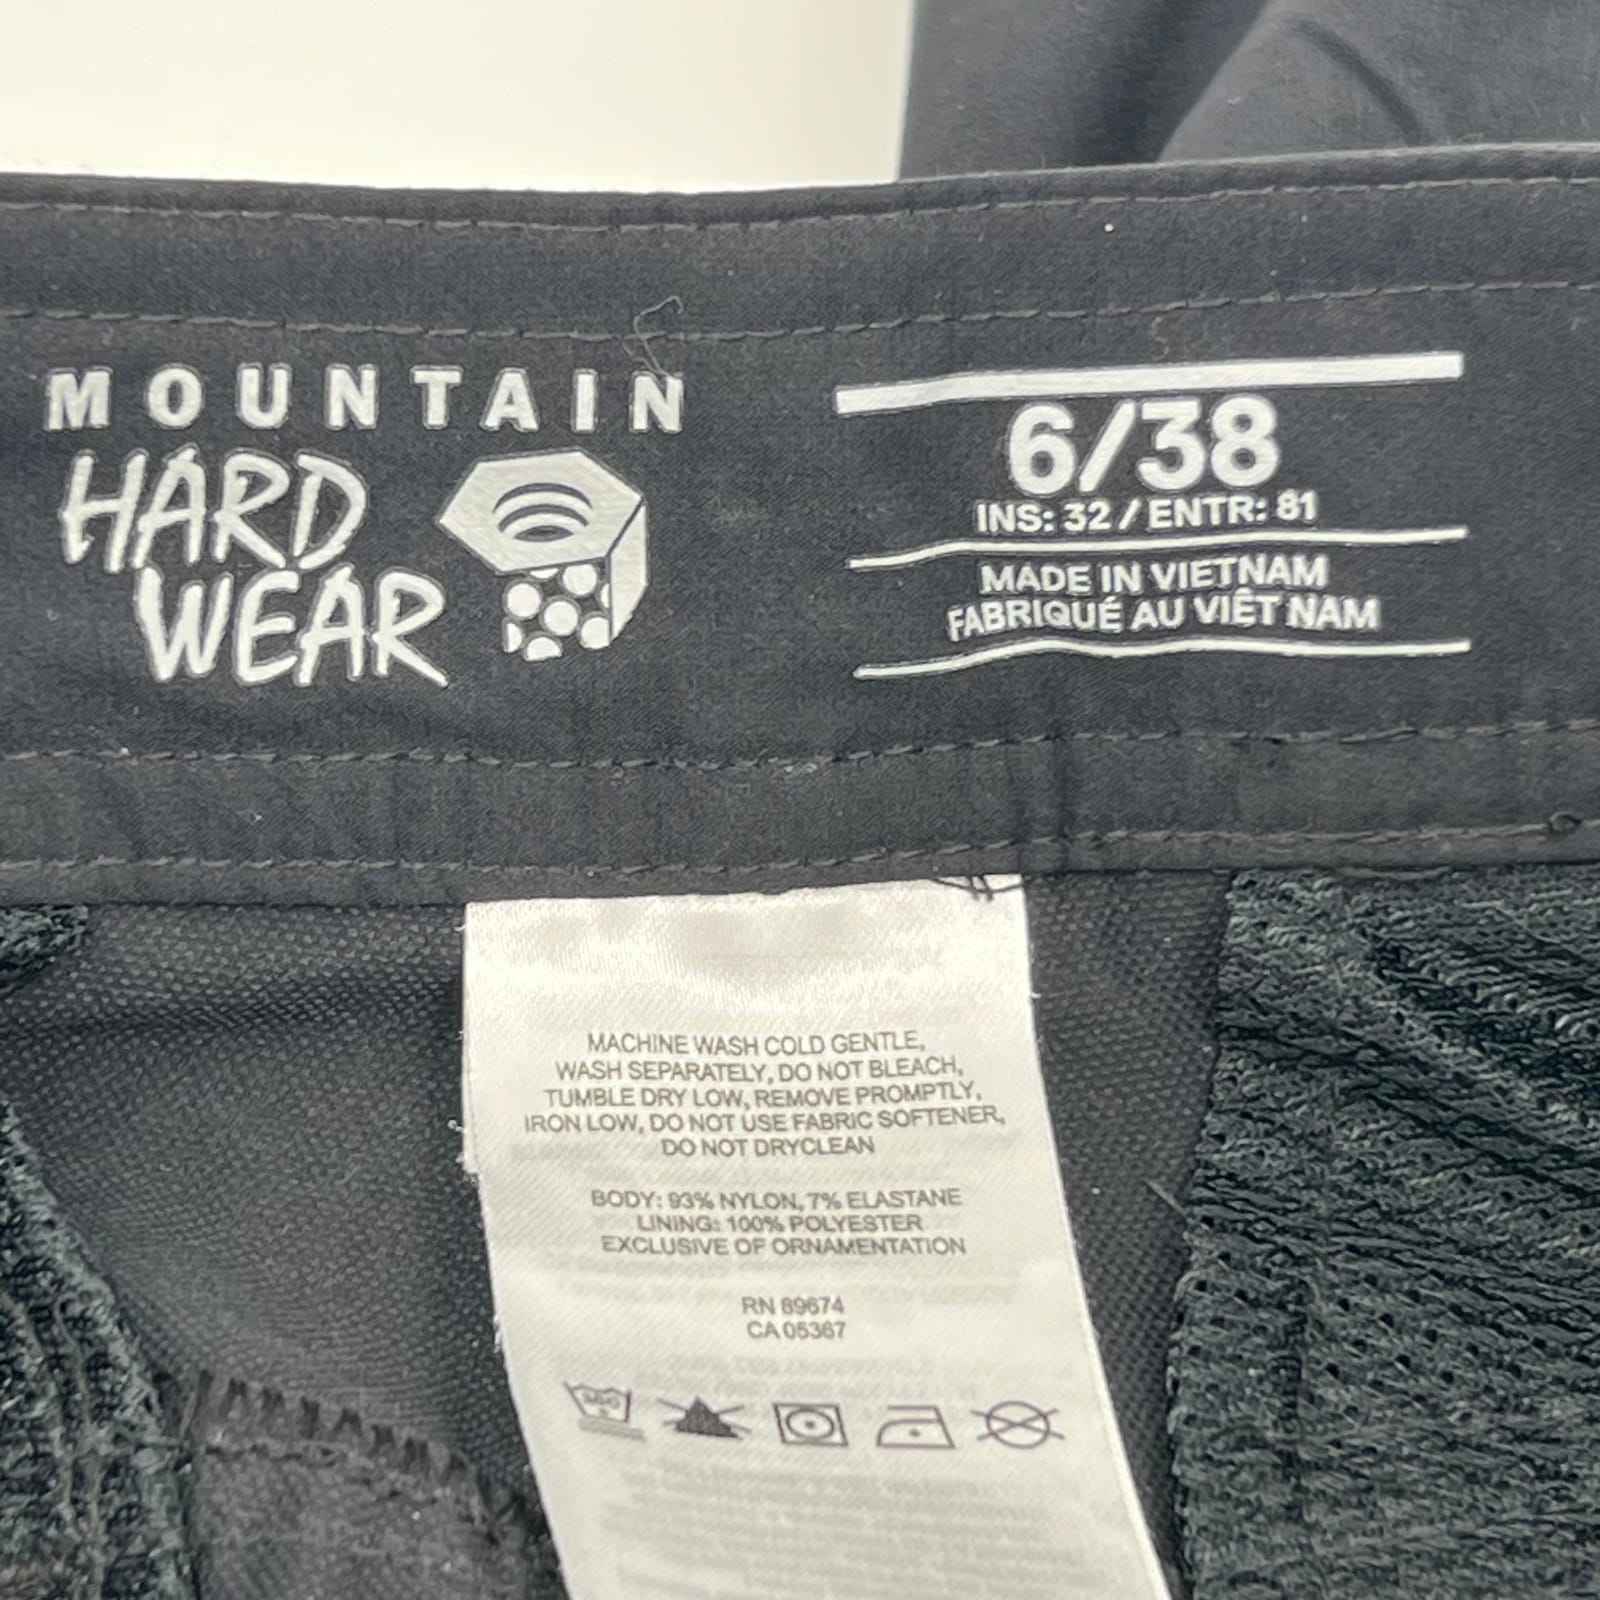 MOUNTAIN
HARD
WEAR
6/38
INS: 32 / ENTR: 81
MADE IN VIETNAM
FABRIQUÉ AU VIÊT NAM
MACHINE WASH COLD GENTLE,
WASH SEPARATELY, DO NOT BLEACH,
TUMBLE DRY LOW, REMOVE PROMPTLY,
IRON LOW, DO NOT USE FABRIC SOFTENER,
DO NOT DRYCLEAN
BODY: 93% NYLON, 7% ELASTANE
LINING: 100% POLYESTER
EXCLUSIVE OF ORNAMENTATION
RN 89674
CA 05367